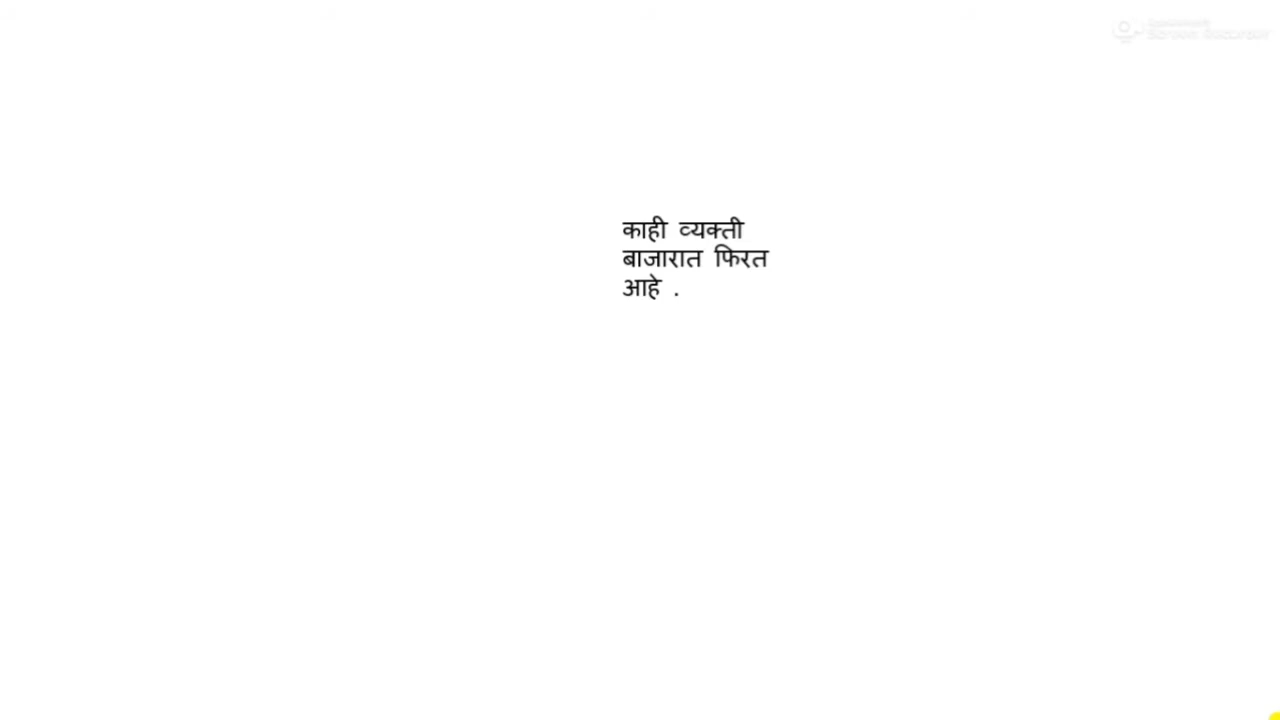 काही व्यक्ती
बाजारात फिरत
आहे .